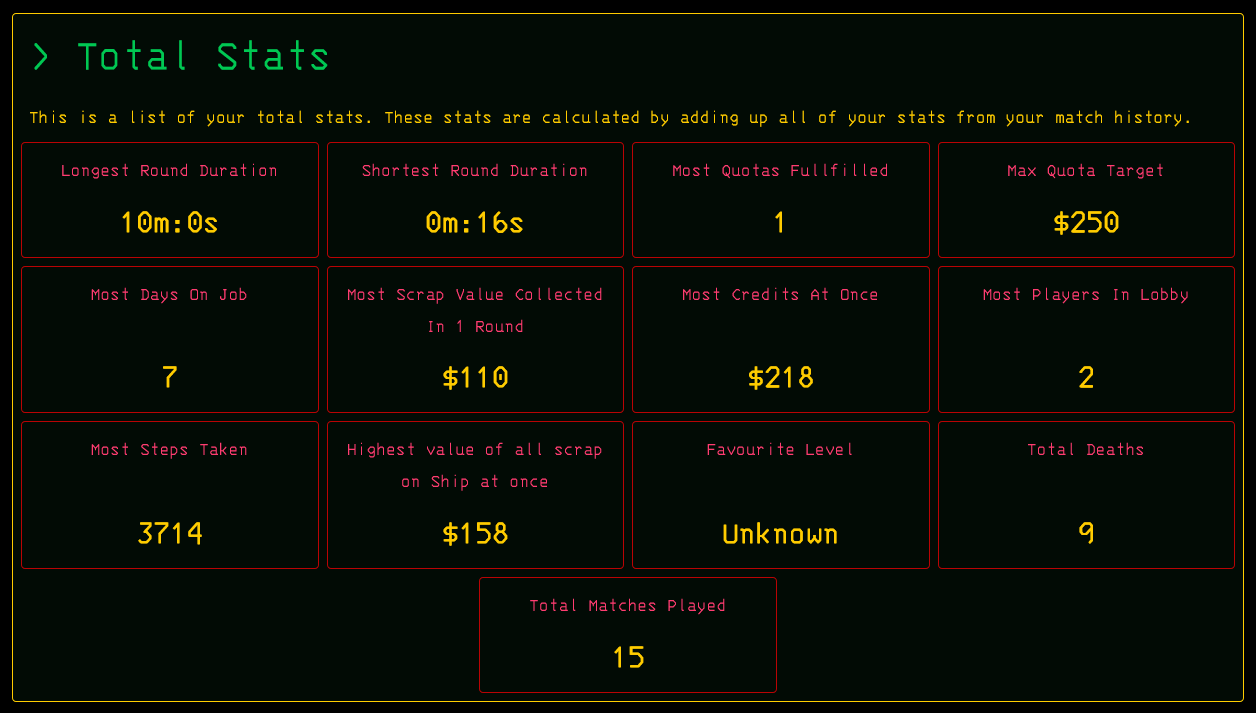 > Total Stats
This is a list of your total stats. These stats are calculated by adding up all of your stats from your match history.
Longest Round Duration
10m:0s
Shortest Round Duration
0m:16s
Most Quotas Fullfilled
1
Max Quota Target
$250
Most Days On Job
7
Most Scrap Value Collected
In 1 Round
$110
Most Credits At Once
$218
Most Players In Lobby
2
Most Steps Taken
3714
Highest value of all scrap
on Ship at once
$158
Favourite Level
Unknown
Total Deaths
9
Total Matches Played
15